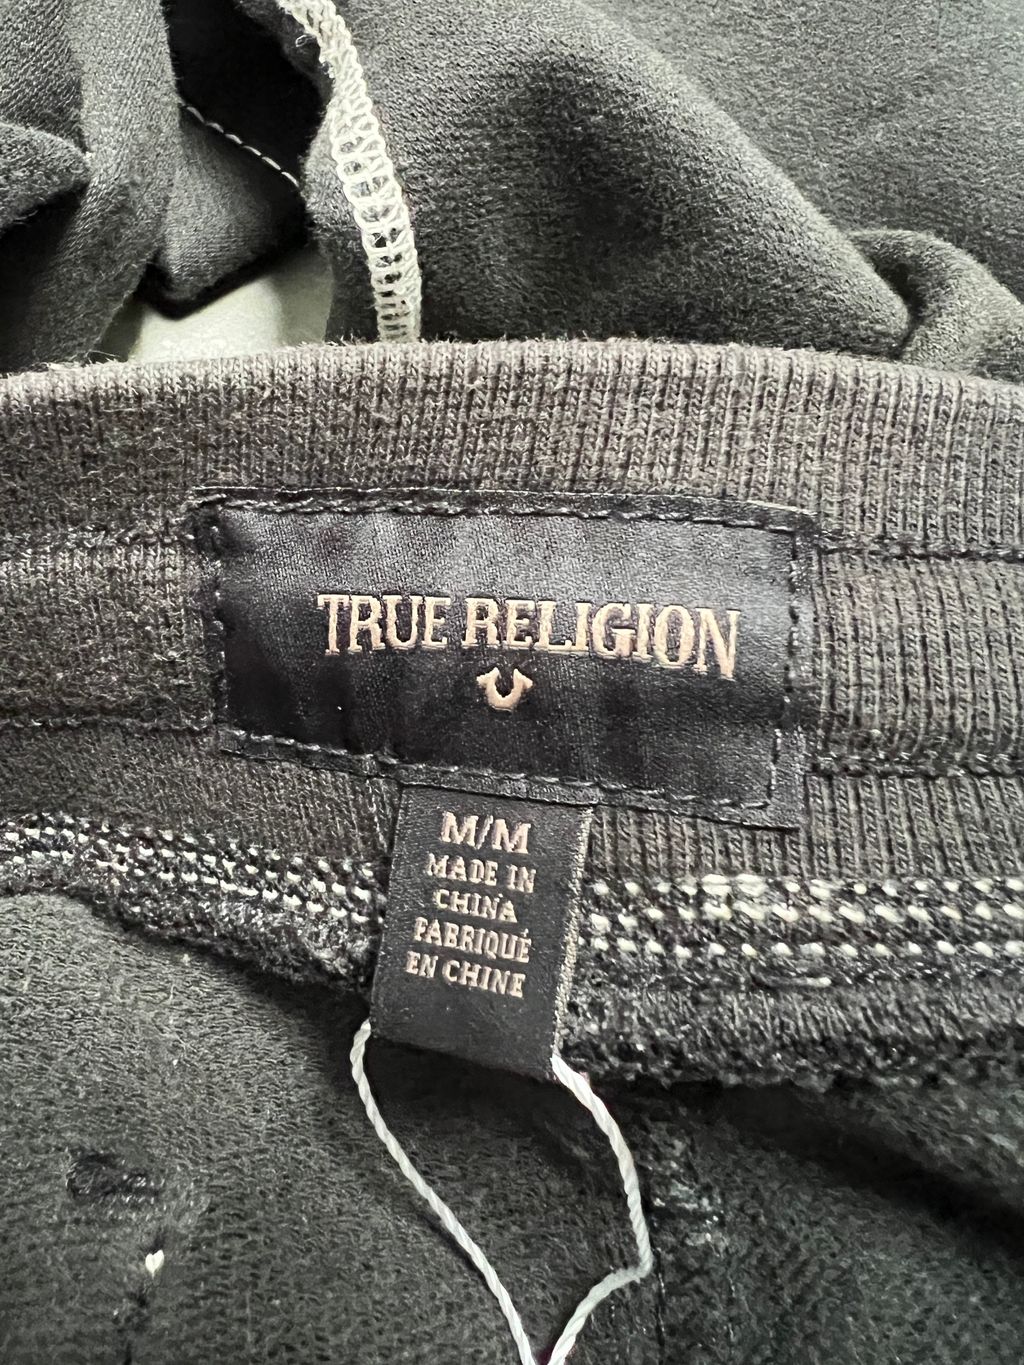 TRUE RELIGION
M/M
MADE IN
CHINA
FABRIQUÉ
EN CHINE